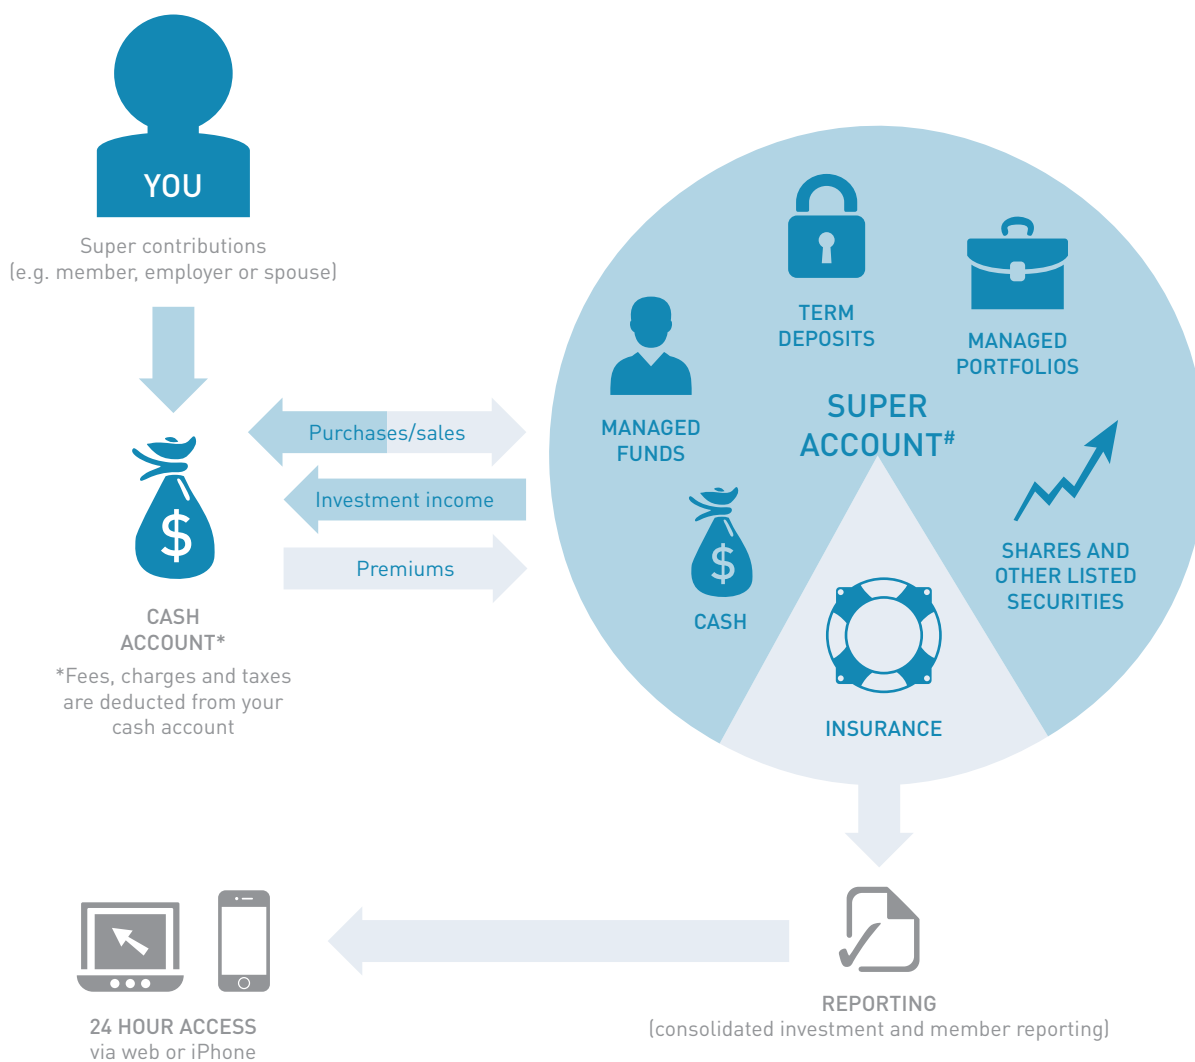 YOU
Super contributions
(e.g. member, employer or spouse)
Purchases/sales
Investment income
Premiums
$
CASH
ACCOUNT*
*Fees, charges and taxes
are deducted from your
cash account
TERM
DEPOSITS
MANAGED
PORTFOLIOS
MANAGED
FUNDS
SUPER
ACCOUNT#
$
CASH
SHARES AND
OTHER LISTED
SECURITIES
INSURANCE
24 HOUR ACCESS
via web or iPhone
REPORTING
(consolidated investment and member reporting)